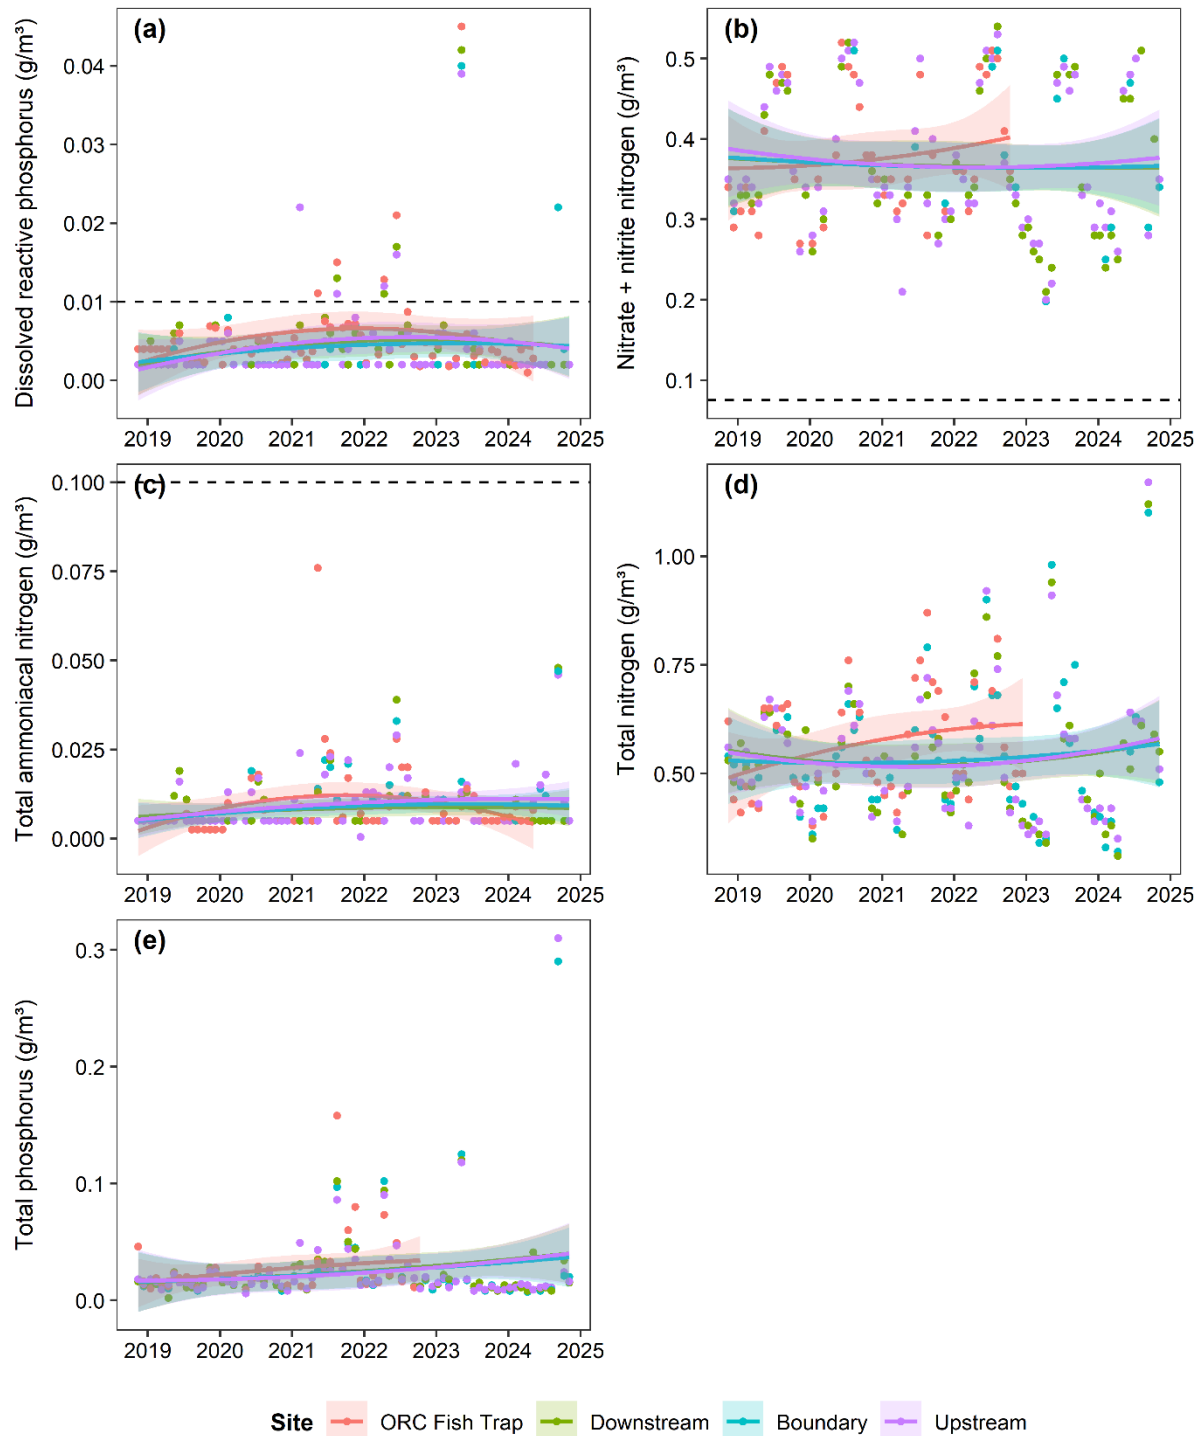 (a)
Dissolved reactive phosphorus (g/m³)
0.04
0.03
0.02
0.01
0.00
2019 2020 2021 2022 2023 2024 2025
(b)
Nitrate + nitrite nitrogen (g/m³)
0.5
0.4
0.3
0.2
0.1
2019 2020 2021 2022 2023 2024 2025
(c)
Total ammoniacal nitrogen (g/m³)
0.100
0.075
0.050
0.025
0.000
2019 2020 2021 2022 2023 2024 2025
(d)
Total nitrogen (g/m³)
1.00
0.75
0.50
2019 2020 2021 2022 2023 2024 2025
(e)
Total phosphorus (g/m³)
0.3
0.2
0.1
0.0
2019 2020 2021 2022 2023 2024 2025
Site ORC Fish Trap Downstream Boundary Upstream